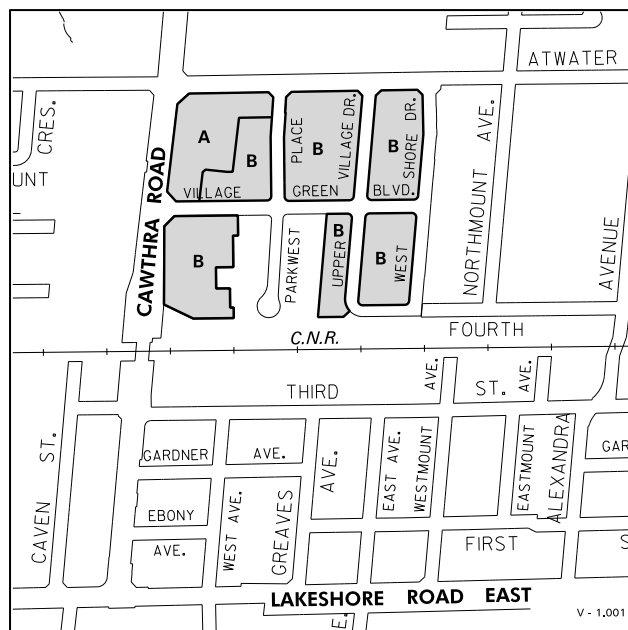 ATWATER
CRES.
UNT
CAWTHRA ROAD
A
B
PLACE
B
VILLAGE DR.
B
SHORE DR.
NORTHMOUNT AVE.
VILLAGE GREEN BLVD.
B
PARKWEST
B
UPPER
B
WEST
AVENUE
C.N.R.
FOURTH
THIRD ST.
AVE.
AVE.
CAVEN ST.
GARDNER AVE.
GAR
AVE.
EAST AVE.
WESTMOUNT
EASTMOUNT
ALEXANDRA
EBONY
AVE.
WEST AVE.
GREAVES
FIRST S
LAKESHORE ROAD EAST
E.
V - 1.001